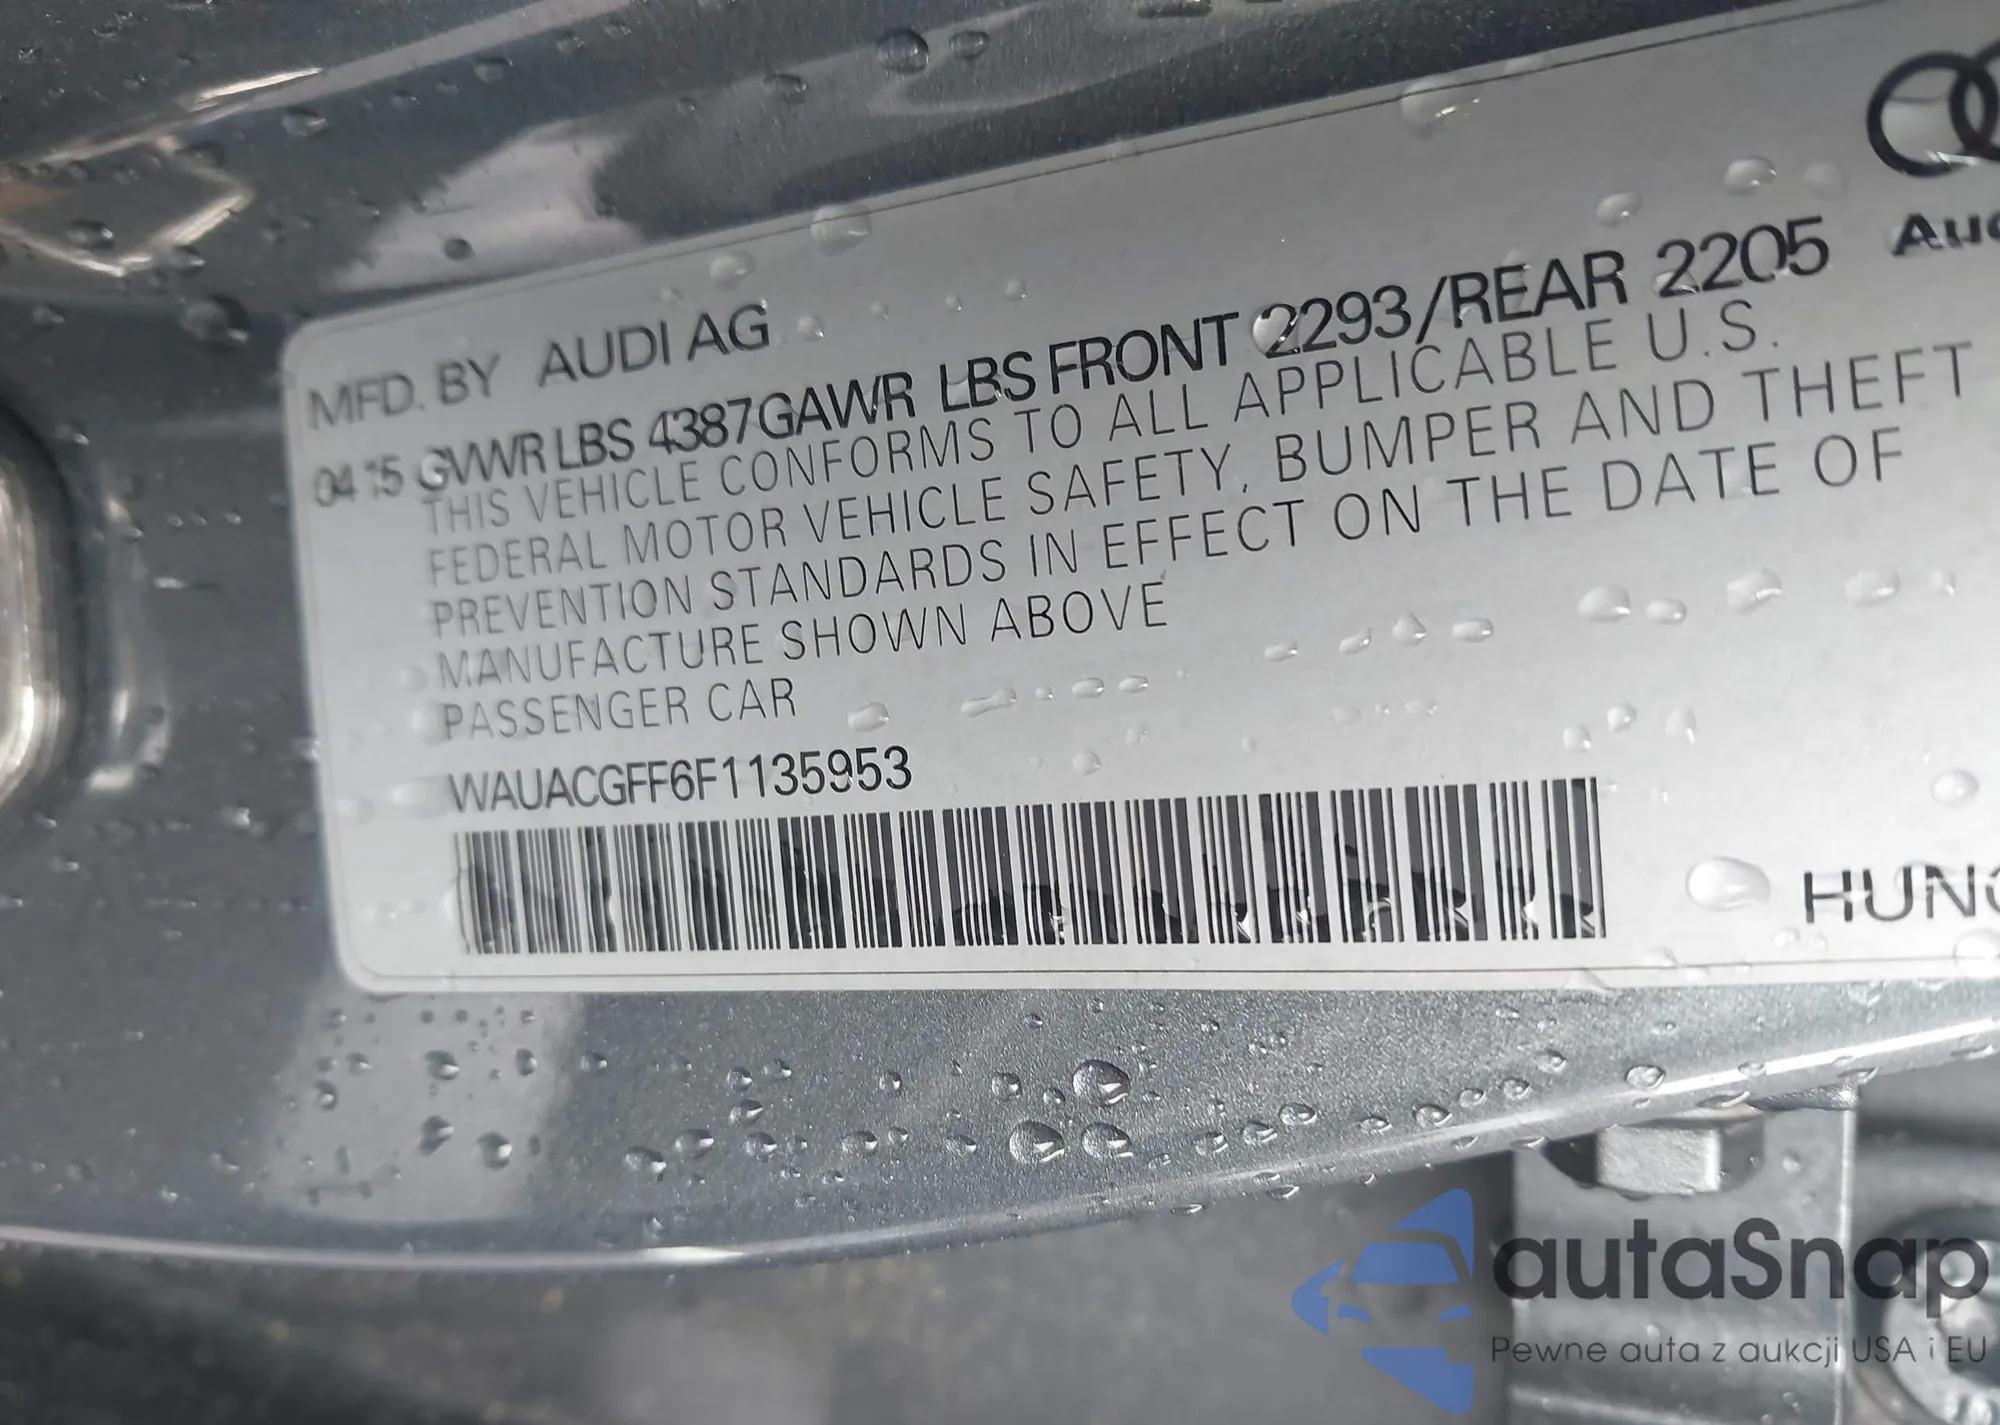 MFD. BY AUDI AG
04 15 GVWR LBS 4387 GAWR LBS FRONT 2293/REAR 2205
THIS VEHICLE CONFORMS TO ALL APPLICABLE U.S.
FEDERAL MOTOR VEHICLE SAFETY, BUMPER AND THEFT
PREVENTION STANDARDS IN EFFECT ON THE DATE OF
MANUFACTURE SHOWN ABOVE
PASSENGER CAR
WAUACGFF6F1135953
autaSnap
Pewne auta z aukcji USA i EU